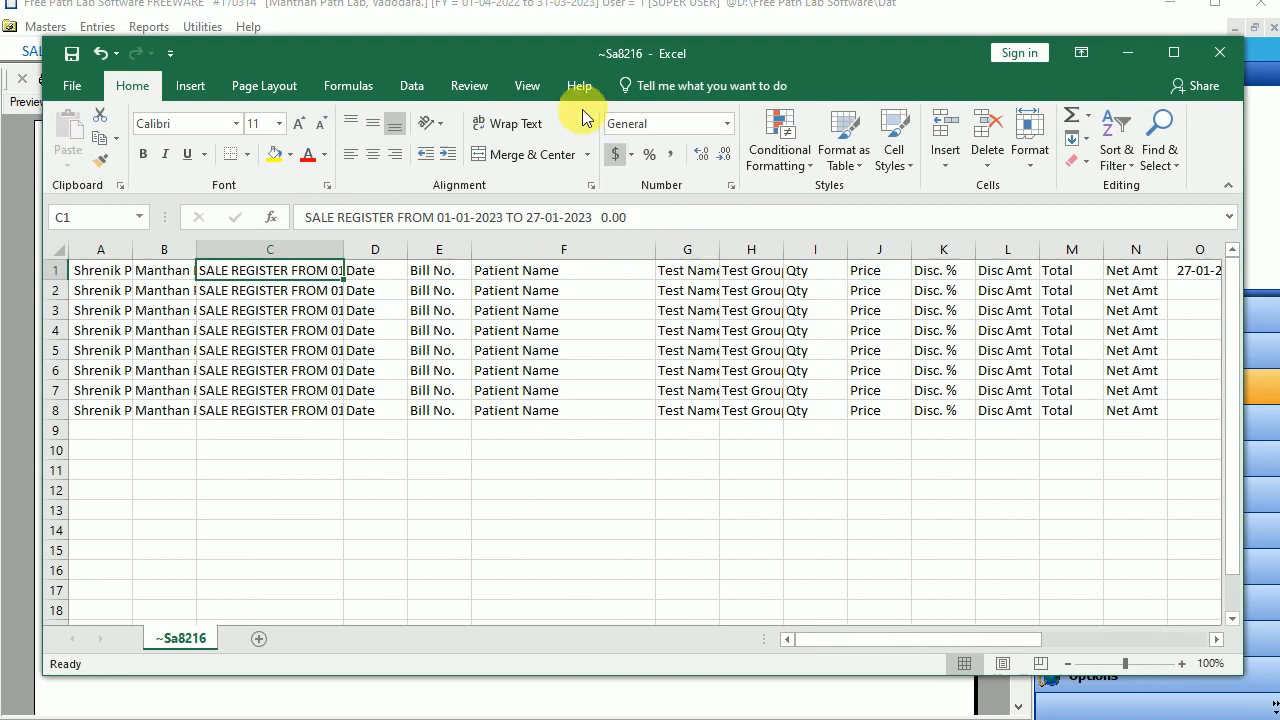 Free Path Lab Software FREEWARE #170314 [Manthan Path Lab, Vadodara.] [FY = 01-04-2022 to 31-03-2023] User = 1 [SUPER USER] @D:\Free Path Lab Software\Dat
Masters Entries Reports Utilities Help
SAL
Preview
~Sa8216 - Excel Sign in
File Home Insert Page Layout Formulas Data Review View Help Tell me what you want to do Share
Paste Calibri 11 Wrap Text General Conditional Formatting Format as Table Cell Styles Insert Delete Format Sort & Filter Find & Select
B I U A Merge & Center $ %
Clipboard Font Alignment Number Styles Cells Editing
C1 fx SALE REGISTER FROM 01-01-2023 TO 27-01-2023 0.00
A B C D E F G H I J K L M N O
1 Shrenik P Manthan SALE REGISTER FROM 01 Date Bill No. Patient Name Test Name Test Grou Qty Price Disc. % Disc Amt Total Net Amt 27-01-2
2 Shrenik P Manthan SALE REGISTER FROM 01 Date Bill No. Patient Name Test Name Test Grou Qty Price Disc. % Disc Amt Total Net Amt
3 Shrenik P Manthan SALE REGISTER FROM 01 Date Bill No. Patient Name Test Name Test Grou Qty Price Disc. % Disc Amt Total Net Amt
4 Shrenik P Manthan SALE REGISTER FROM 01 Date Bill No. Patient Name Test Name Test Grou Qty Price Disc. % Disc Amt Total Net Amt
5 Shrenik P Manthan SALE REGISTER FROM 01 Date Bill No. Patient Name Test Name Test Grou Qty Price Disc. % Disc Amt Total Net Amt
6 Shrenik P Manthan SALE REGISTER FROM 01 Date Bill No. Patient Name Test Name Test Grou Qty Price Disc. % Disc Amt Total Net Amt
7 Shrenik P Manthan SALE REGISTER FROM 01 Date Bill No. Patient Name Test Name Test Grou Qty Price Disc. % Disc Amt Total Net Amt
8 Shrenik P Manthan SALE REGISTER FROM 01 Date Bill No. Patient Name Test Name Test Grou Qty Price Disc. % Disc Amt Total Net Amt
9
10
11
12
13
14
15
16
17
18
~Sa8216
Ready 100%
Options